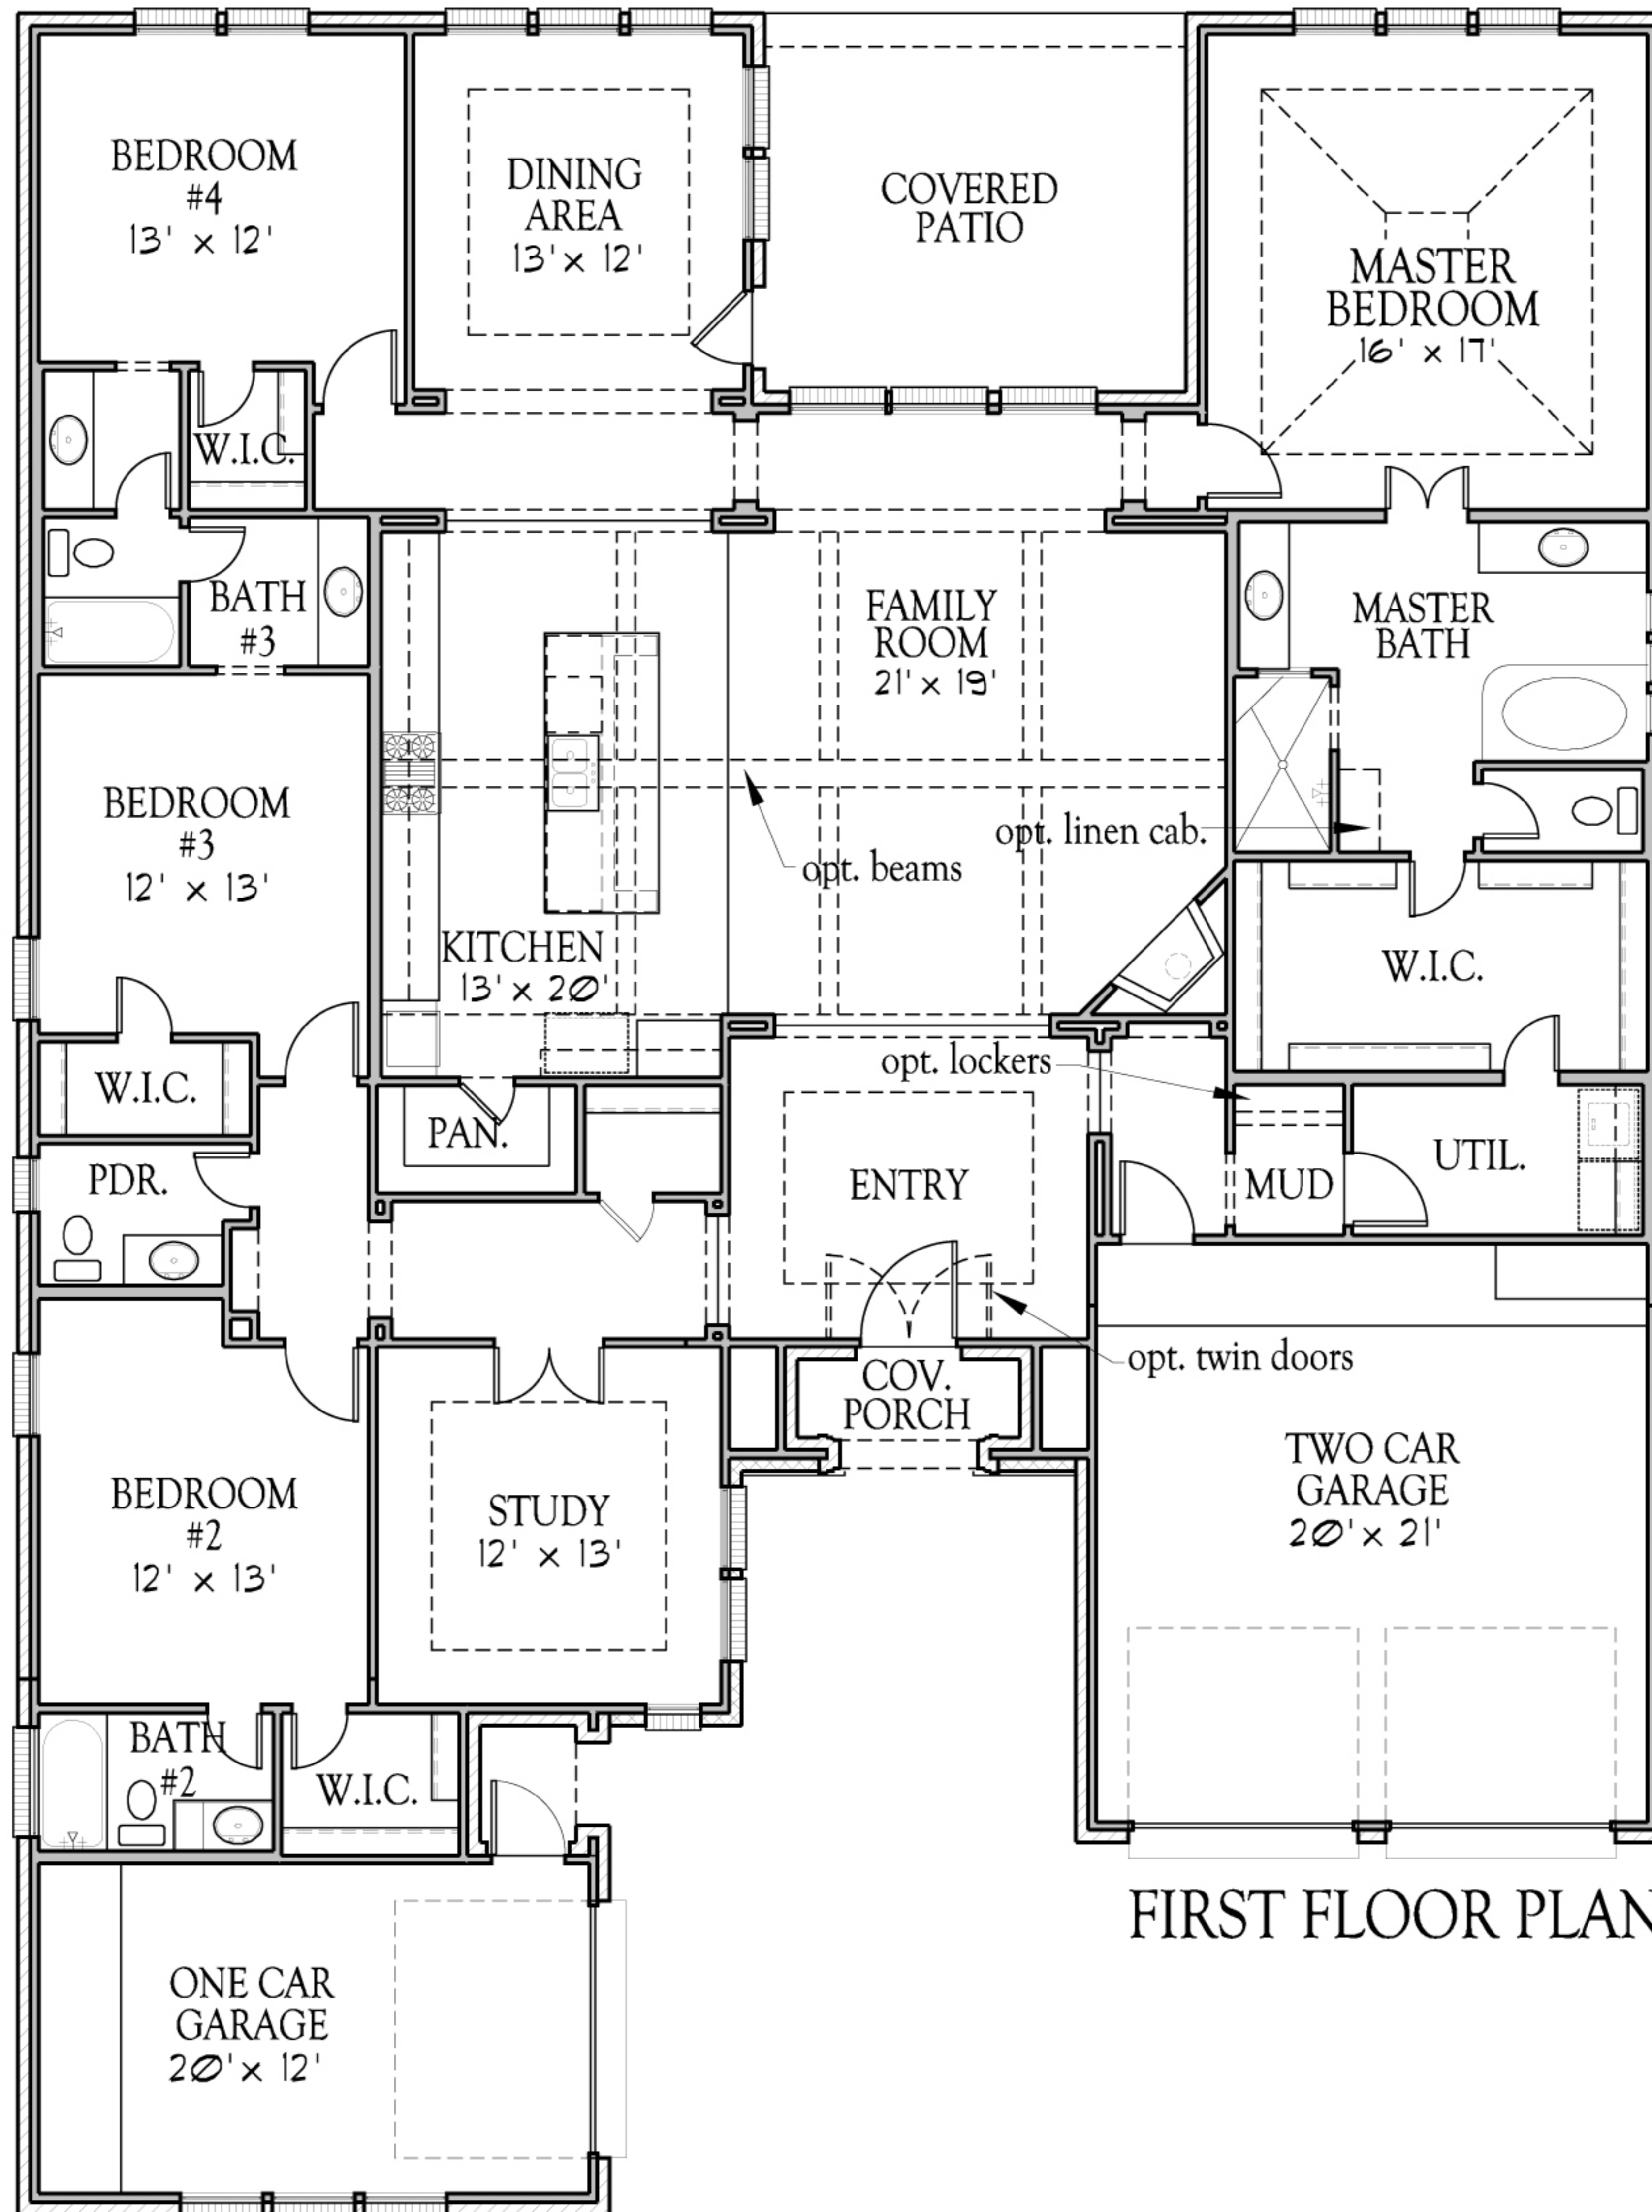 BEDROOM
#4
13' x 12'
DINING
AREA
13' x 12'
COVERED
PATIO
MASTER
BEDROOM
16' x 17'
W.I.C.
BATH
#3
FAMILY
ROOM
21' x 19'
MASTER
BATH
BEDROOM
#3
12' x 13'
opt. linen cab.
opt. beams
KITCHEN
13' x 20'
W.I.C.
opt. lockers
W.I.C.
PAN.
PDR.
ENTRY
MUD
UTIL.
opt. twin doors
COV.
PORCH
BEDROOM
#2
12' x 13'
STUDY
12' x 13'
TWO CAR
GARAGE
20' x 21'
BATH
#2
W.I.C.
FIRST FLOOR PLAN
ONE CAR
GARAGE
20' x 12'